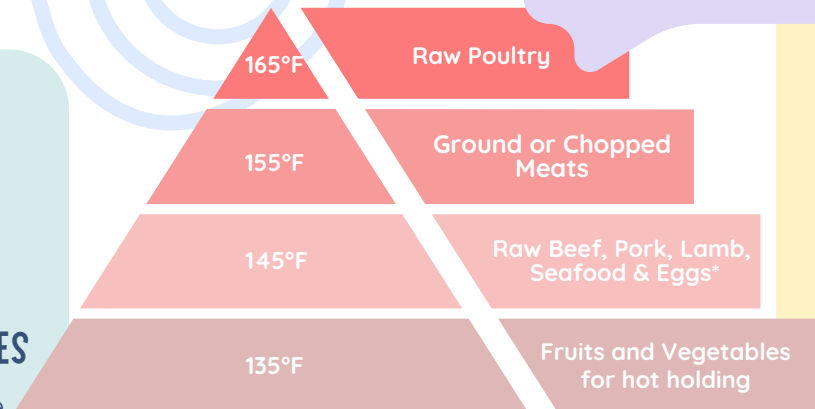 165°F
Raw Poultry
155°F
Ground or Chopped
Meats
145°F
Raw Beef, Pork, Lamb,
Seafood & Eggs*
ES
135°F
Fruits and Vegetables
for hot holding